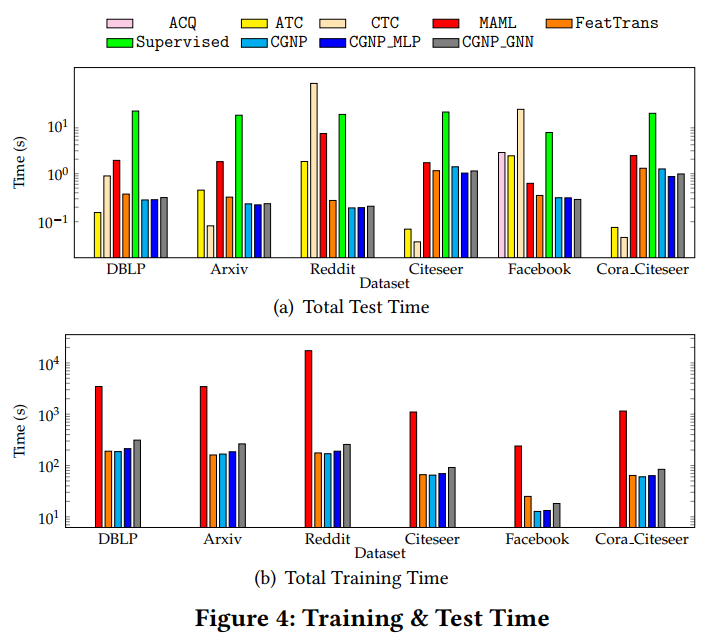 ACQ ATC CTC MAML FeatTrans
Supervised CGNP CGNP_MLP CGNP_GNN
Time (s)
10^1
10^0
10^−1
DBLP Arxiv Reddit Citeseer Facebook Cora_Citeseer
Dataset
(a) Total Test Time
Time (s)
10^4
10^3
10^2
10^1
DBLP Arxiv Reddit Citeseer Facebook Cora_Citeseer
Dataset
(b) Total Training Time
Figure 4: Training & Test Time